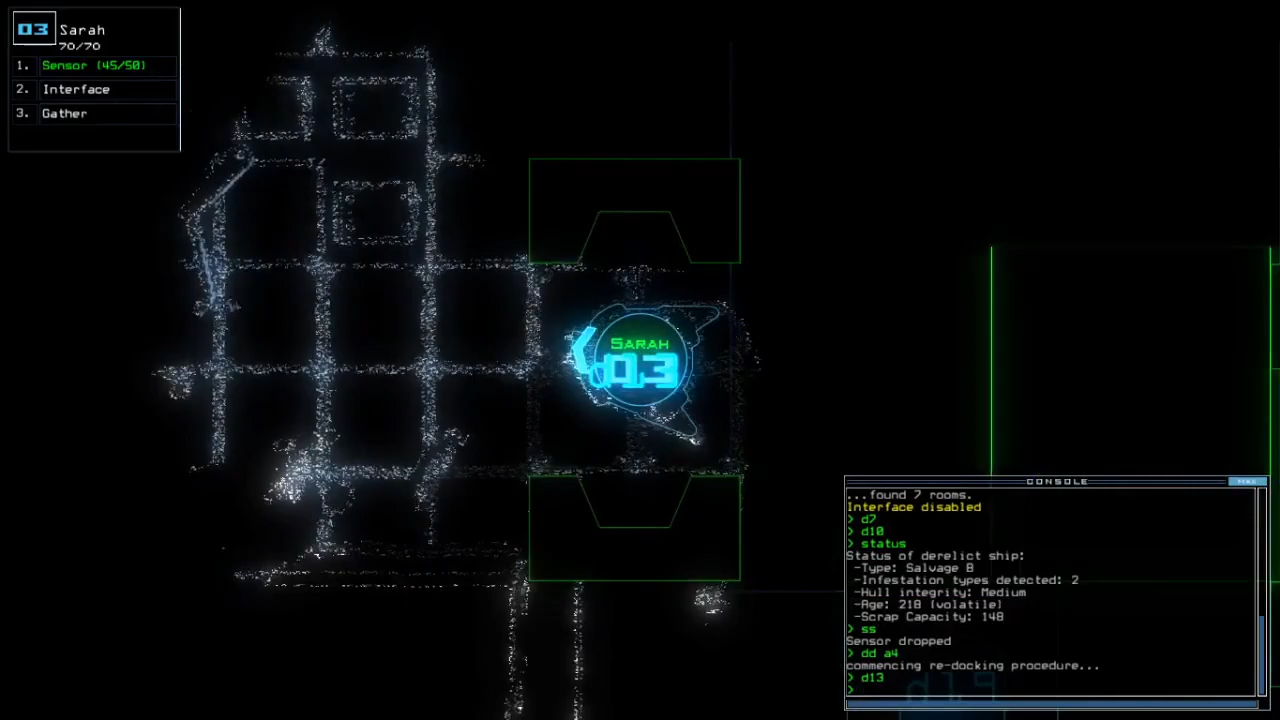 03 Sarah
70/70
1. Sensor (45/50)
2. Interface
3. Gather
Sarah
03
CONSOLE
...found 7 rooms.
Interface disabled
> d7
> d10
> status
Status of derelict ship:
-Type: Salvage B
-Infestation types detected: 2
-Hull integrity: Medium
-Age: 218 (volatile)
-Scrap Capacity: 148
> ss
Sensor dropped
> dd a4
commencing re-docking procedure...
> d13
>